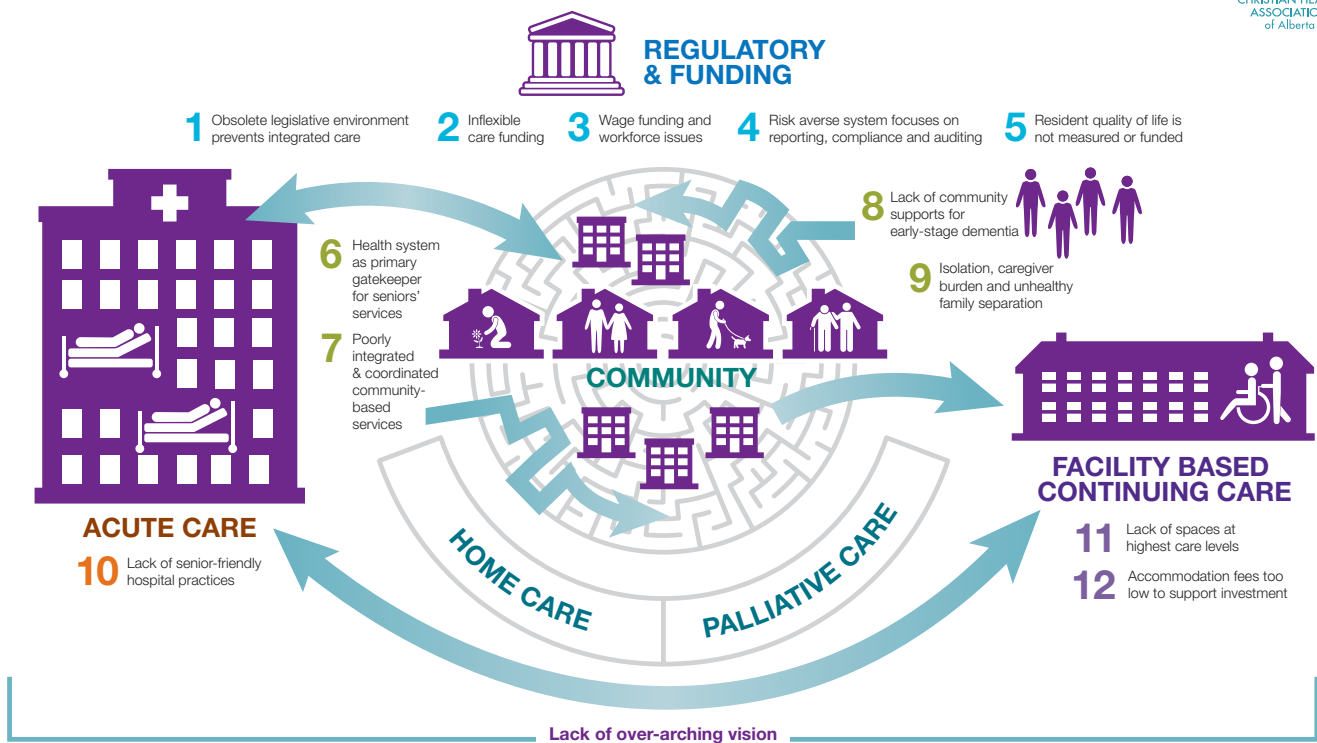 ASSOCIATIO
of Alberta
REGULATORY
& FUNDING
1 Obsolete legislative environment
prevents integrated care
2 Inflexible
care funding
3 Wage funding and
workforce issues
4 Risk averse system focuses on
reporting, compliance and auditing
5 Resident quality of life is
not measured or funded
6 Health system
as primary
gatekeeper
for seniors'
services
7 Poorly
integrated
& coordinated
community-
based
services
8 Lack of community
supports for
early-stage dementia
9 Isolation, caregiver
burden and unhealthy
family separation
COMMUNITY
HOME CARE
PALLIATIVE CARE
ACUTE CARE
10 Lack of senior-friendly
hospital practices
FACILITY BASED
CONTINUING CARE
11 Lack of spaces at
highest care levels
12 Accommodation fees too
low to support investment
Lack of over-arching vision